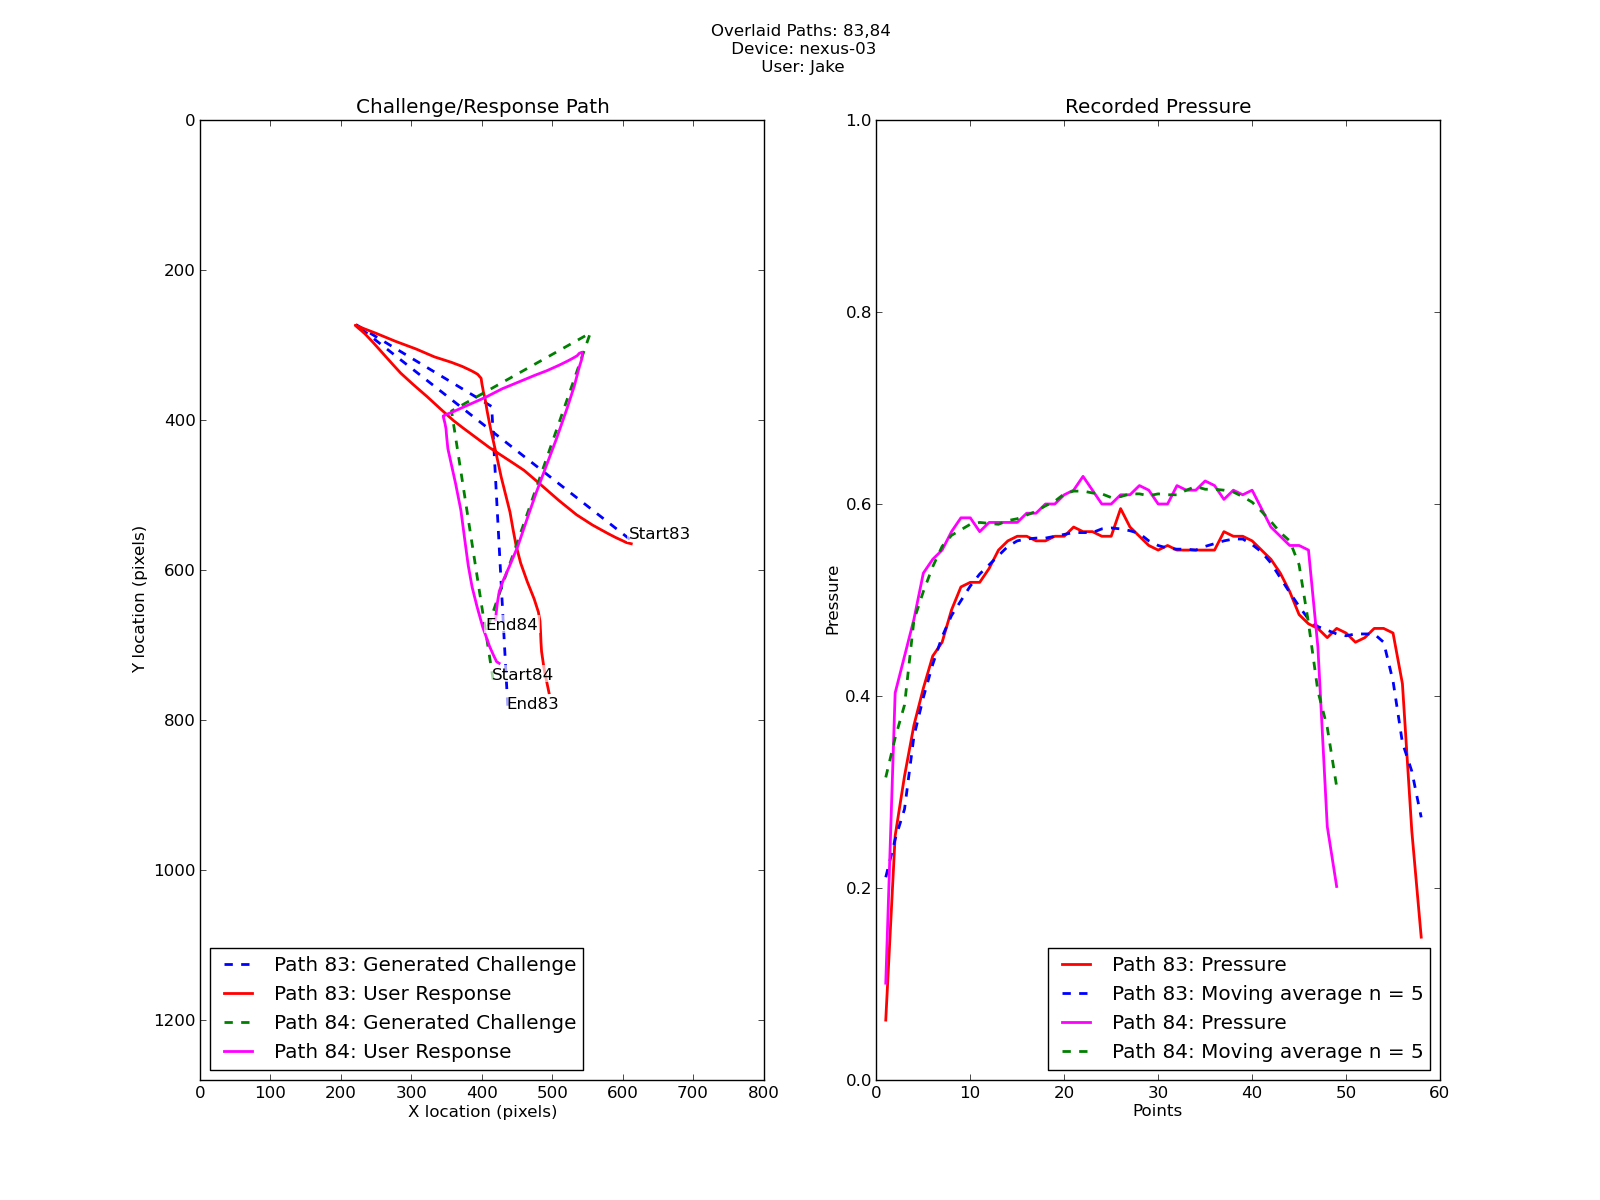 Overlaid Paths: 83,84
Device: nexus-03
User: Jake
Challenge/Response Path
0
200
400
600
800
1000
1200
Y location (pixels)
Start83
End84
Start84
End83
Path 83: Generated Challenge
Path 83: User Response
Path 84: Generated Challenge
Path 84: User Response
0 100 200 300 400 500 600 700 800
X location (pixels)
Recorded Pressure
1.0
0.8
0.6
0.4
0.2
0.0
Pressure
Path 83: Pressure
Path 83: Moving average n = 5
Path 84: Pressure
Path 84: Moving average n = 5
0 10 20 30 40 50 60
Points